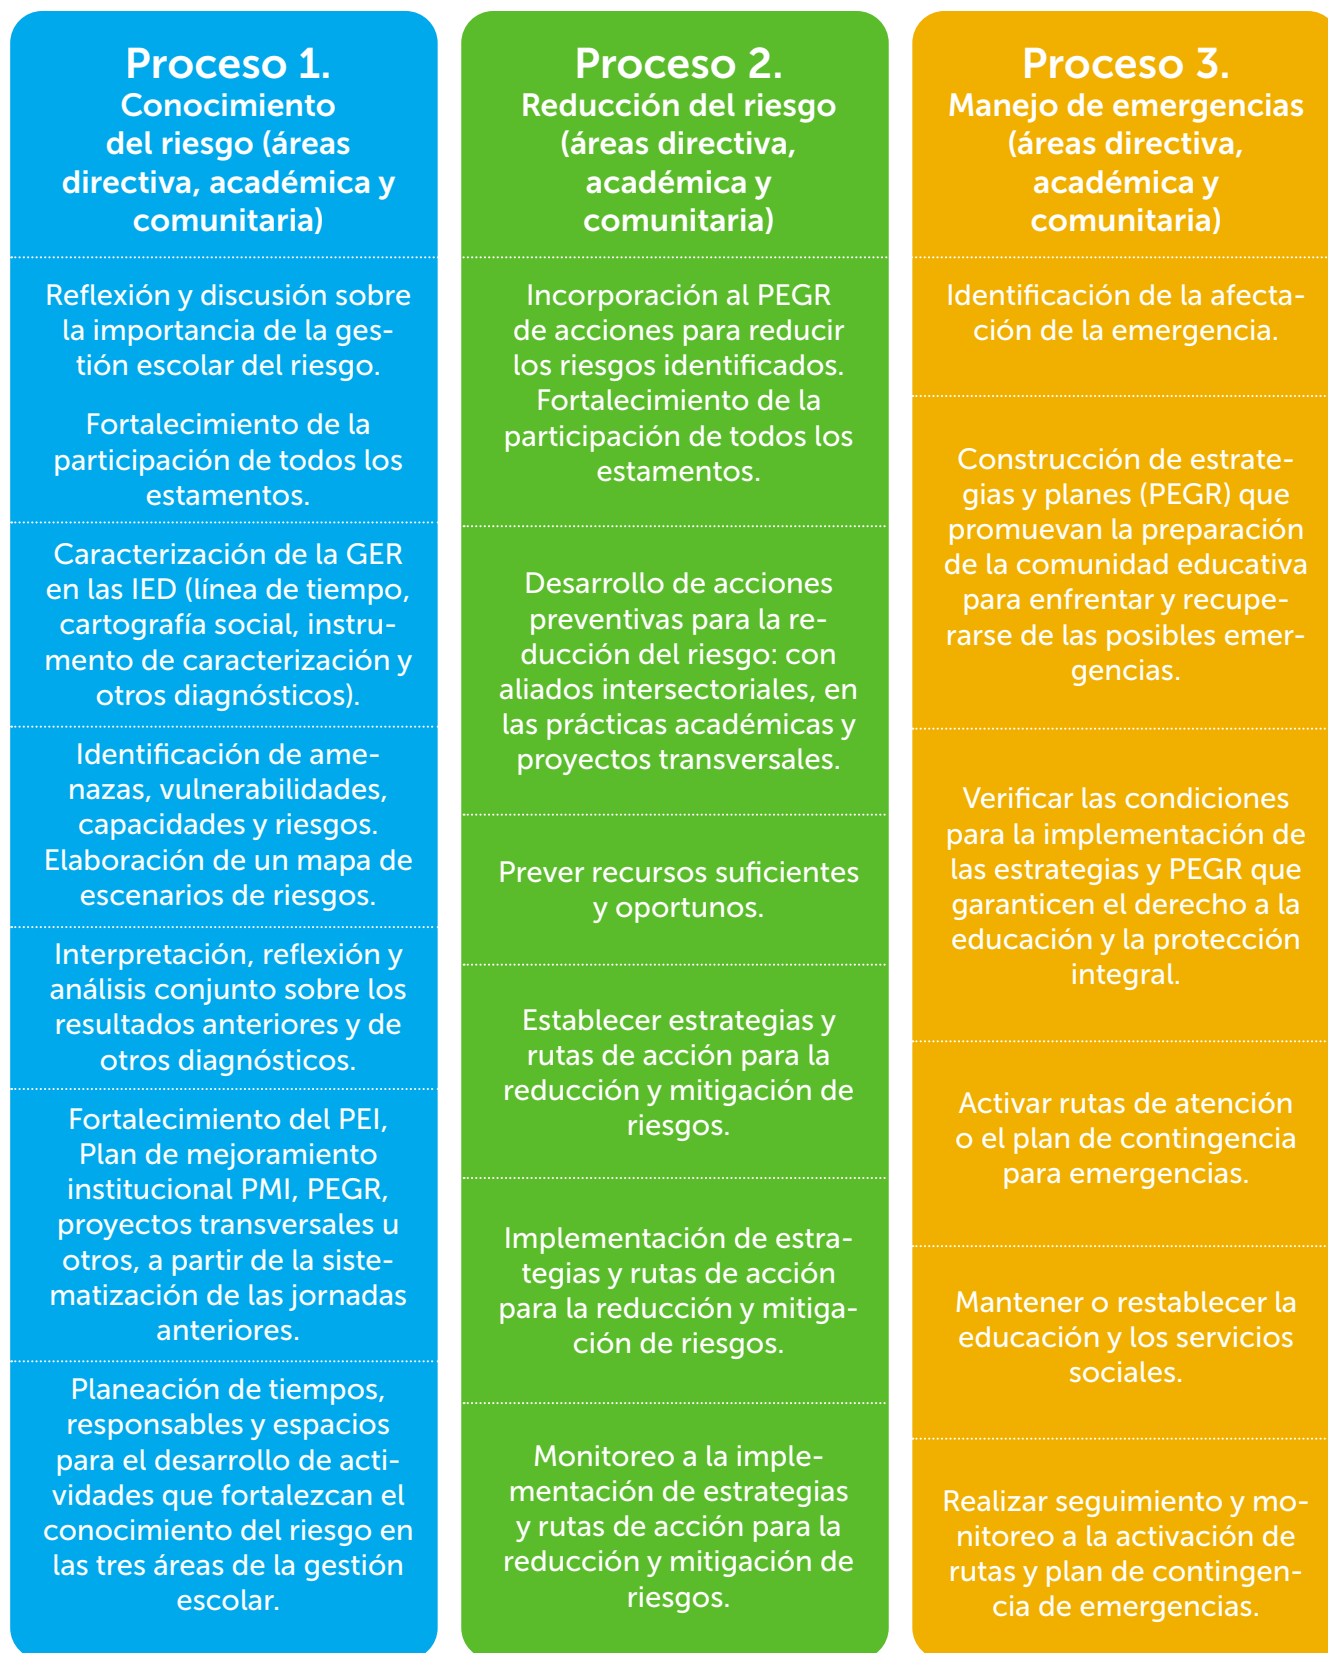 Proceso 1.
Conocimiento
del riesgo (áreas
directiva, académica y
comunitaria)
Reflexión y discusión sobre
la importancia de la ges-
tión escolar del riesgo.
Fortalecimiento de la
participación de todos los
estamentos.
Caracterización de la GER
en las IED (línea de tiempo,
cartografía social, instru-
mento de caracterización y
otros diagnósticos).
Identificación de ame-
nazas, vulnerabilidades,
capacidades y riesgos.
Elaboración de un mapa de
escenarios de riesgos.
Interpretación, reflexión y
análisis conjunto sobre los
resultados anteriores y de
otros diagnósticos.
Fortalecimiento del PEI,
Plan de mejoramiento
institucional PMI, PEGR,
proyectos transversales u
otros, a partir de la siste-
matización de las jornadas
anteriores.
Planeación de tiempos,
responsables y espacios
para el desarrollo de acti-
vidades que fortalezcan el
conocimiento del riesgo en
las tres áreas de la gestión
escolar.
Proceso 2.
Reducción del riesgo
(áreas directiva,
académica y
comunitaria)
Incorporación al PEGR
de acciones para reducir
los riesgos identificados.
Fortalecimiento de la
participación de todos los
estamentos.
Desarrollo de acciones
preventivas para la re-
ducción del riesgo: con
aliados intersectoriales, en
las prácticas académicas y
proyectos transversales.
Prever recursos suficientes
y oportunos.
Establecer estrategias y
rutas de acción para la
reducción y mitigación de
riesgos.
Implementación de estra-
tegias y rutas de acción
para la reducción y mitiga-
ción de riesgos.
Monitoreo a la imple-
mentación de estrategias
y rutas de acción para la
reducción y mitigación de
riesgos.
Proceso 3.
Manejo de emergencias
(áreas directiva,
académica y
comunitaria)
Identificación de la afecta-
ción de la emergencia.
Construcción de estrate-
gias y planes (PEGR) que
promuevan la preparación
de la comunidad educativa
para enfrentar y recupe-
rarse de las posibles emer-
gencias.
Verificar las condiciones
para la implementación de
las estrategias y PEGR que
garanticen el derecho a la
educación y la protección
integral.
Activar rutas de atención
o el plan de contingencia
para emergencias.
Mantener o restablecer la
educación y los servicios
sociales.
Realizar seguimiento y mo-
nitoreo a la activación de
rutas y plan de contingen-
cia de emergencias.